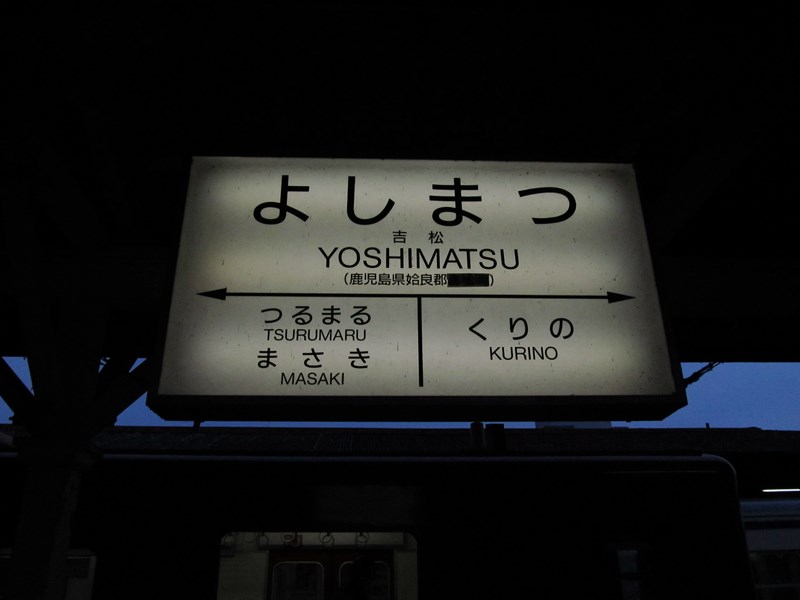 よしまつ
吉松
YOSHIMATSU
(鹿児島県姶良郡)
つるまる
TSURUMARU
まさき
MASAKI
くりの
KURINO